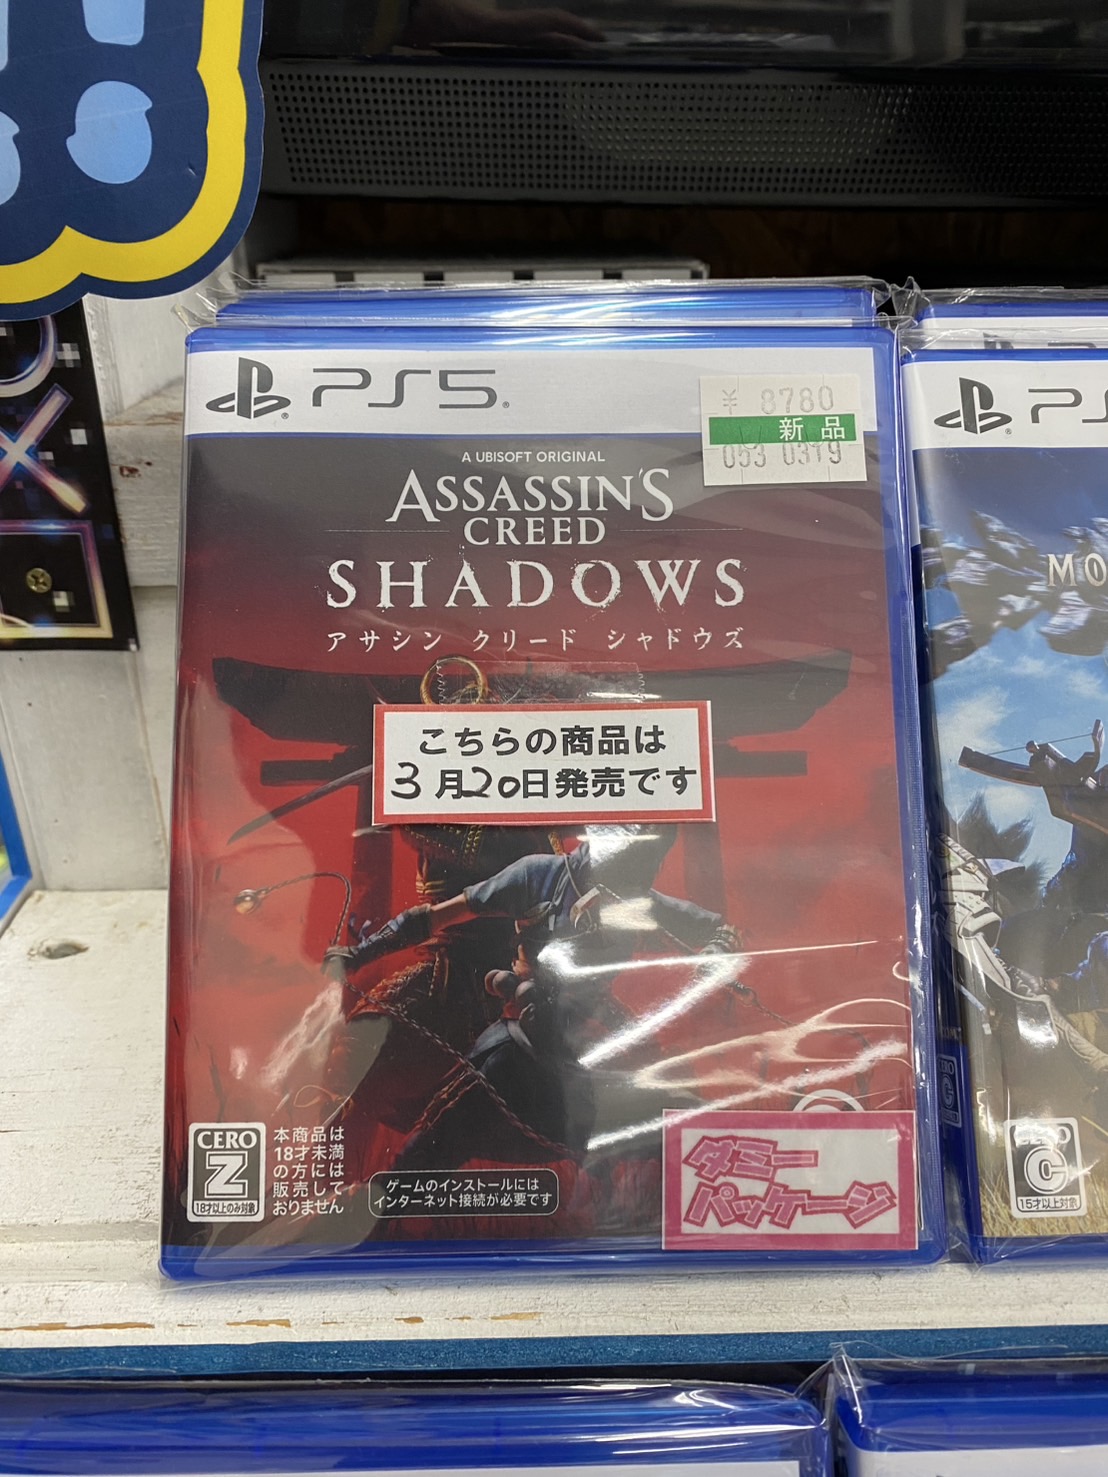 PS5
¥ 8780
新品
053 0319
A UBISOFT ORIGINAL
ASSASSIN'S
CREED
SHADOWS
アサシン クリード シャドウズ
こちらの商品は
3月20日発売です
CERO
Z
18才以上のみ対象
本商品は
18才未満
の方には
販売して
おりません
ゲームのインストールには
インターネット接続が必要です
ダミー
パッケージ
PS
MO
CERO
C
15才以上対象